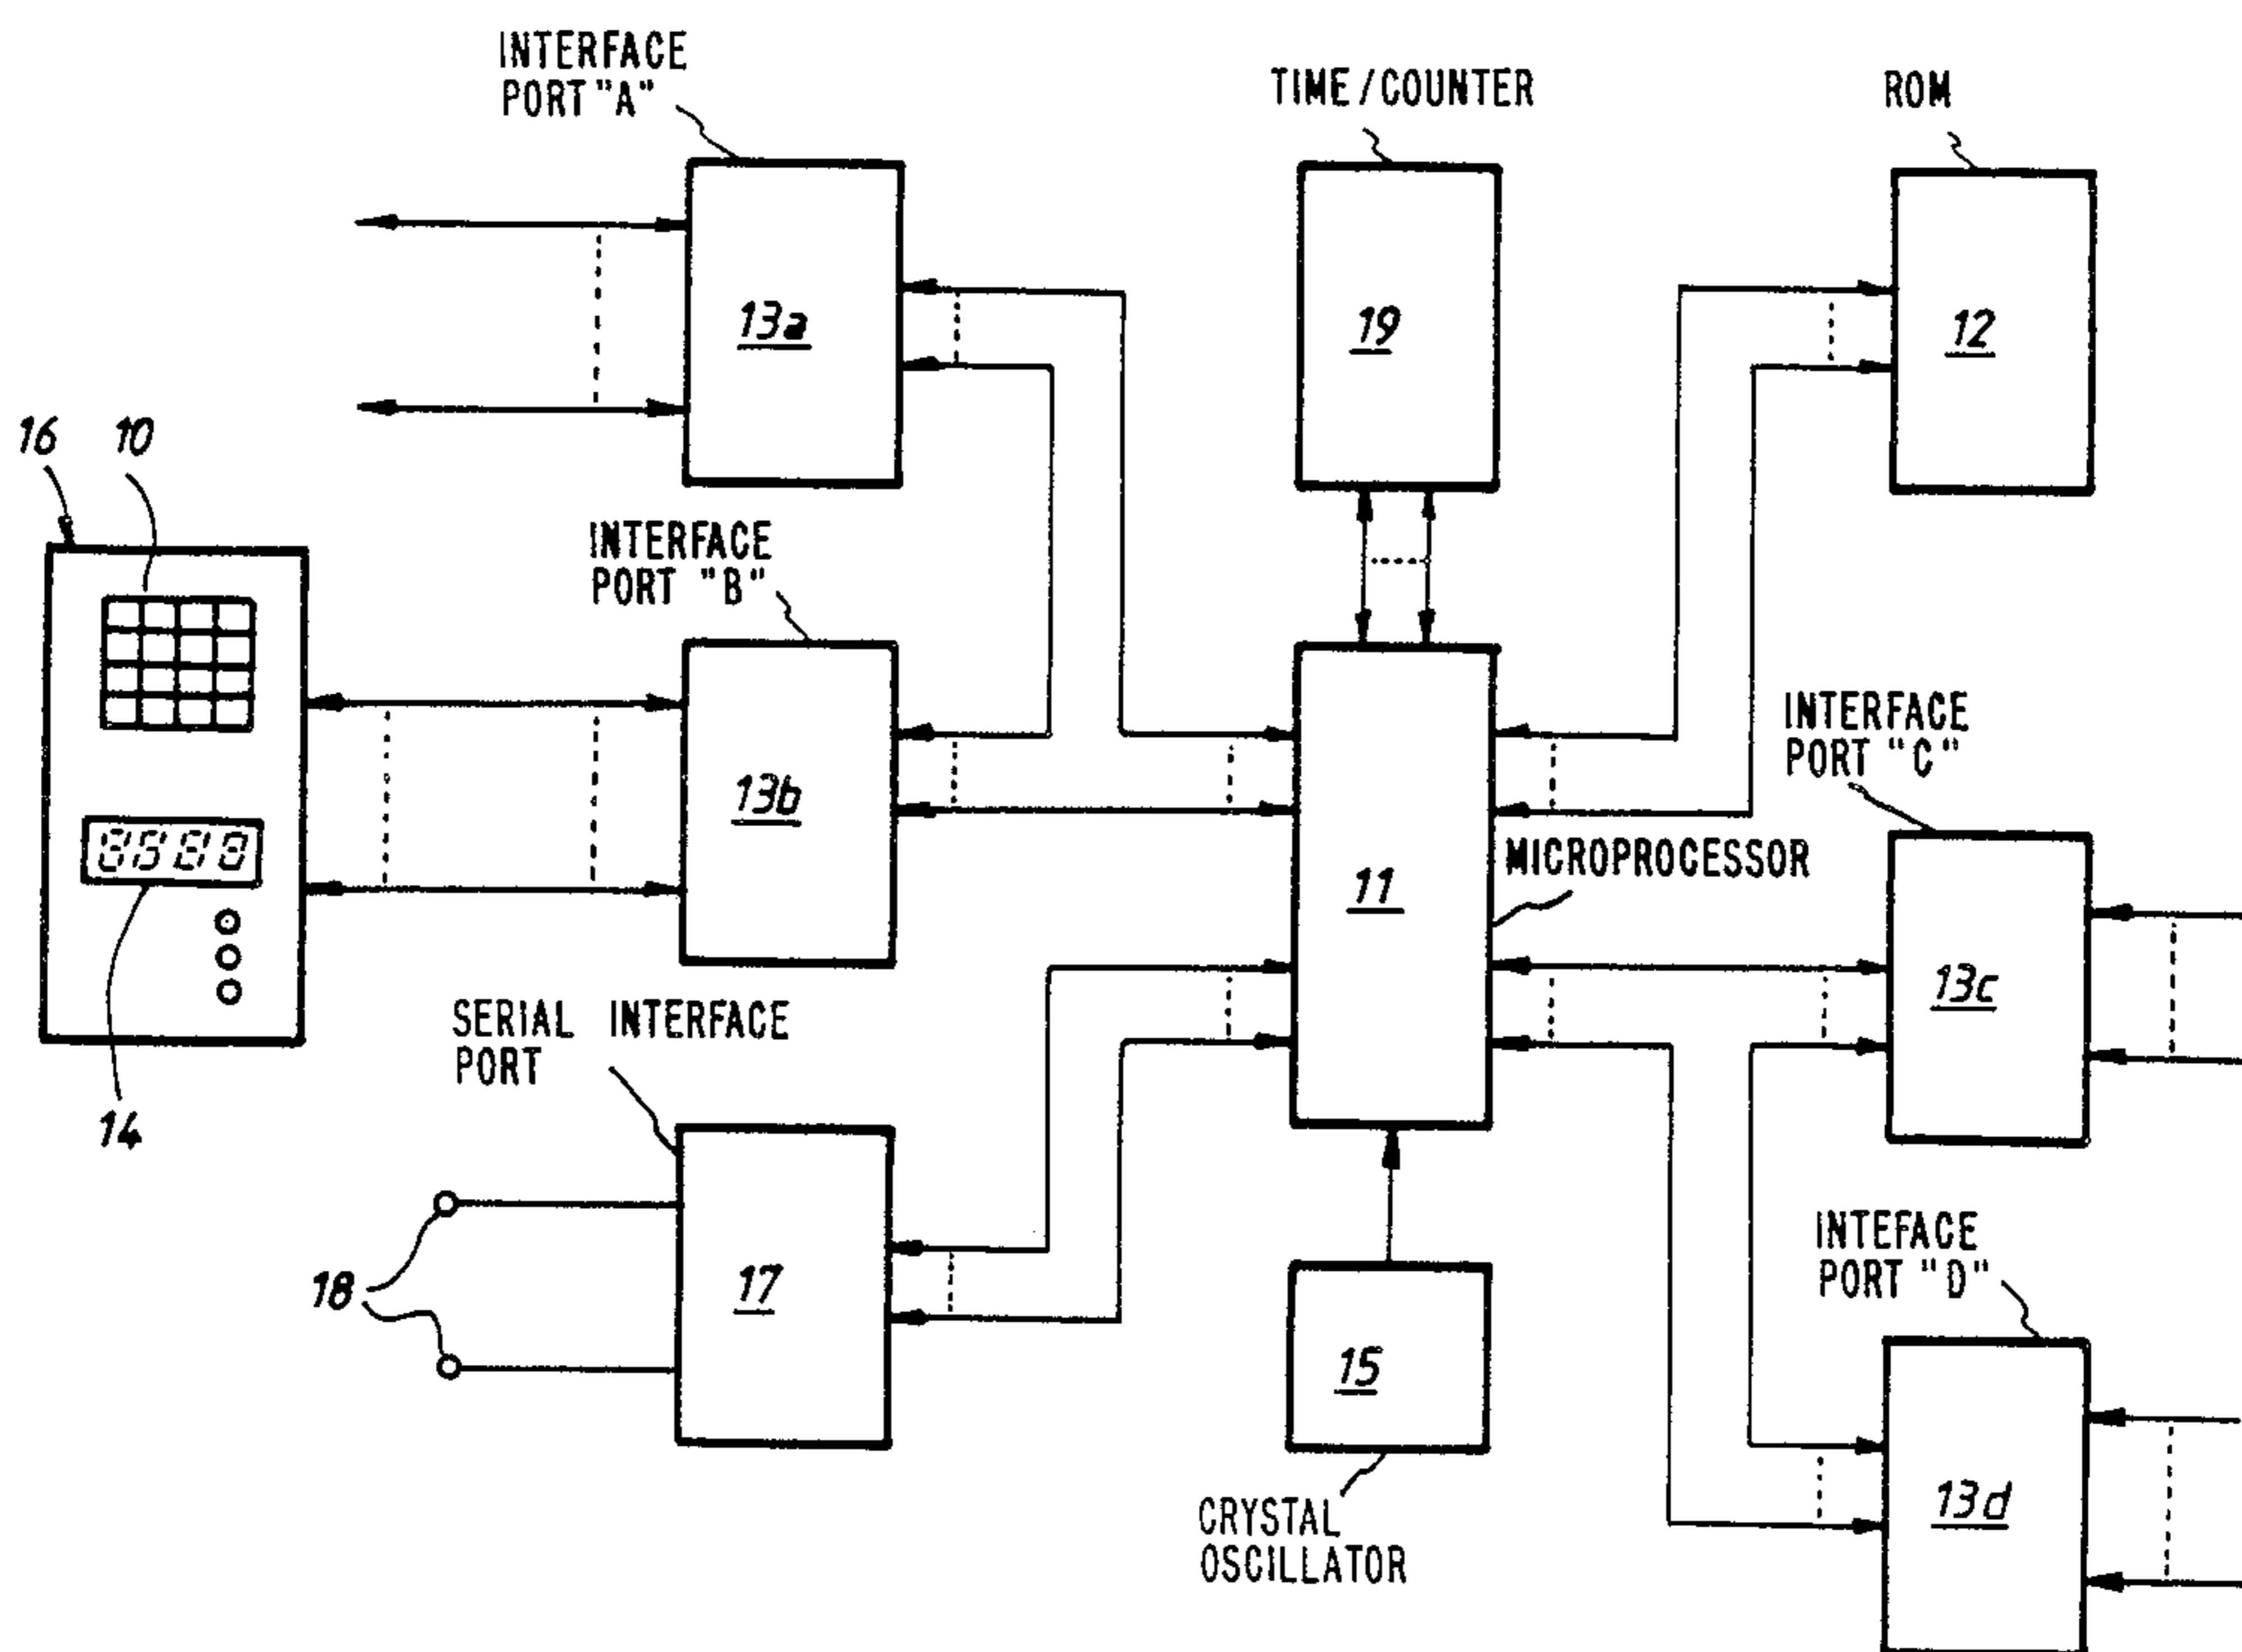 INTERFACE
PORT "A"
TIME/COUNTER
ROM
13a
19
12
16
10
INTERFACE
PORT "B"
13b
11
MICROPROCESSOR
INTERFACE
PORT "C"
13c
8888
14
SERIAL INTERFACE
PORT
17
18
15
CRYSTAL
OSCILLATOR
INTEFACE
PORT "D"
13d